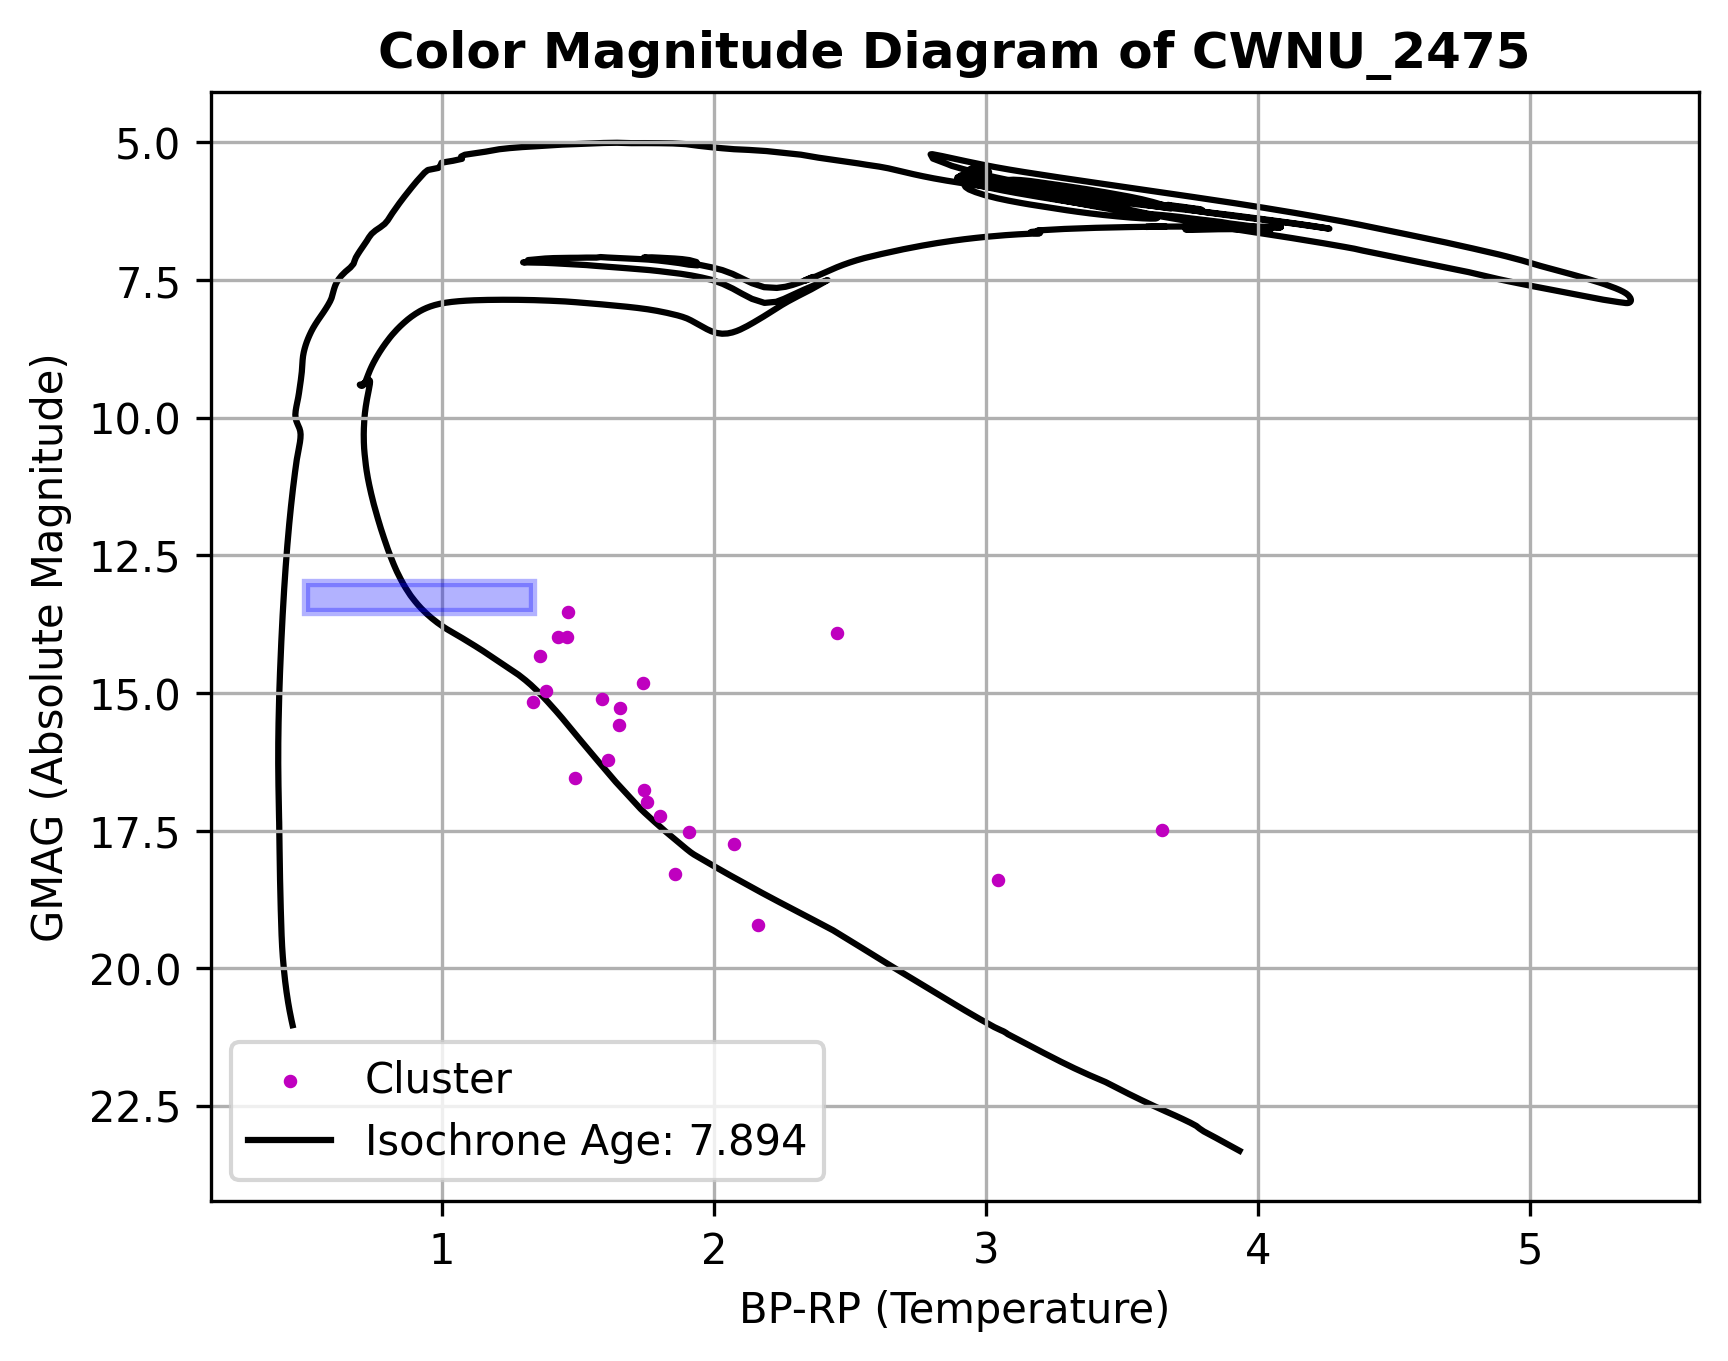 Color Magnitude Diagram of CWNU_2475
GMAG (Absolute Magnitude)
5.0
7.5
10.0
12.5
15.0
17.5
20.0
22.5
Cluster
Isochrone Age: 7.894
1 2 3 4 5
BP-RP (Temperature)